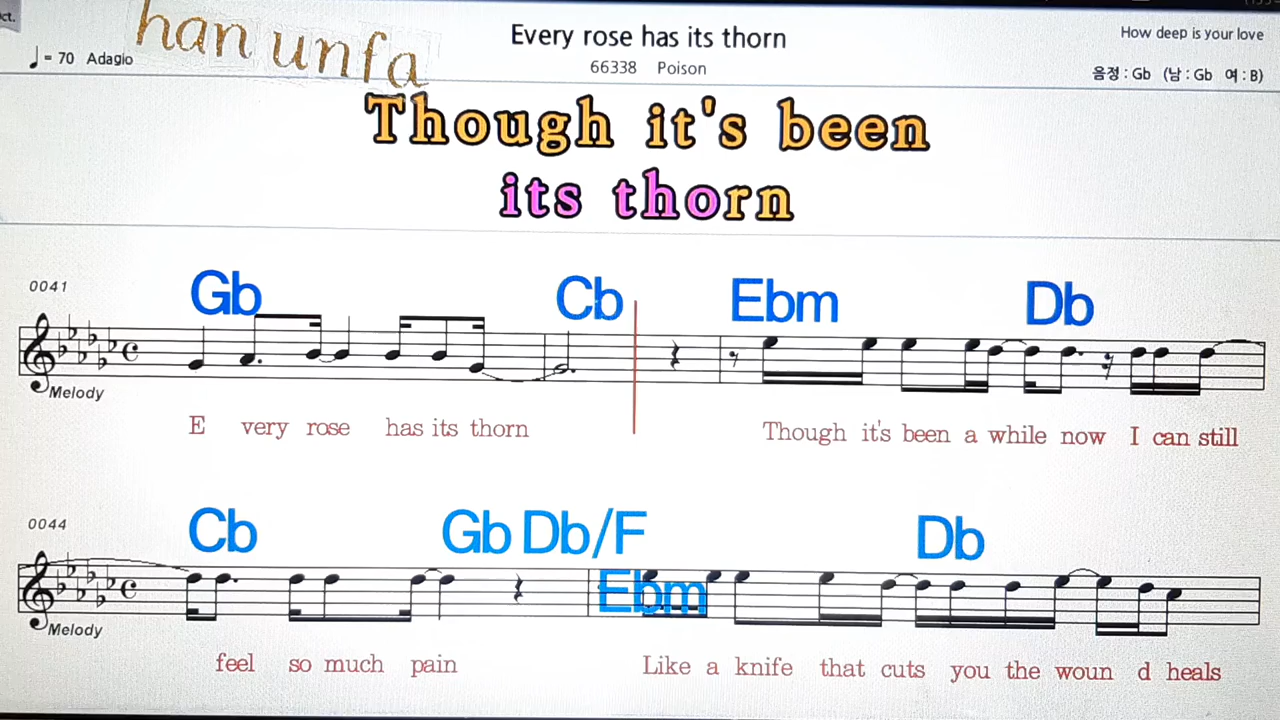 ct.
♩= 70 Adagio
han unfa
Every rose has its thorn
66338 Poison
How deep is your love
음정 : Gb (남 : Gb 여 : B)
Though it's been
its thorn
0041
Gb Cb Ebm Db
Melody
E very rose has its thorn Though it's been a while now I can still
0044
Cb Gb Db/F Db
Ebm
Melody
feel so much pain Like a knife that cuts you the woun d heals